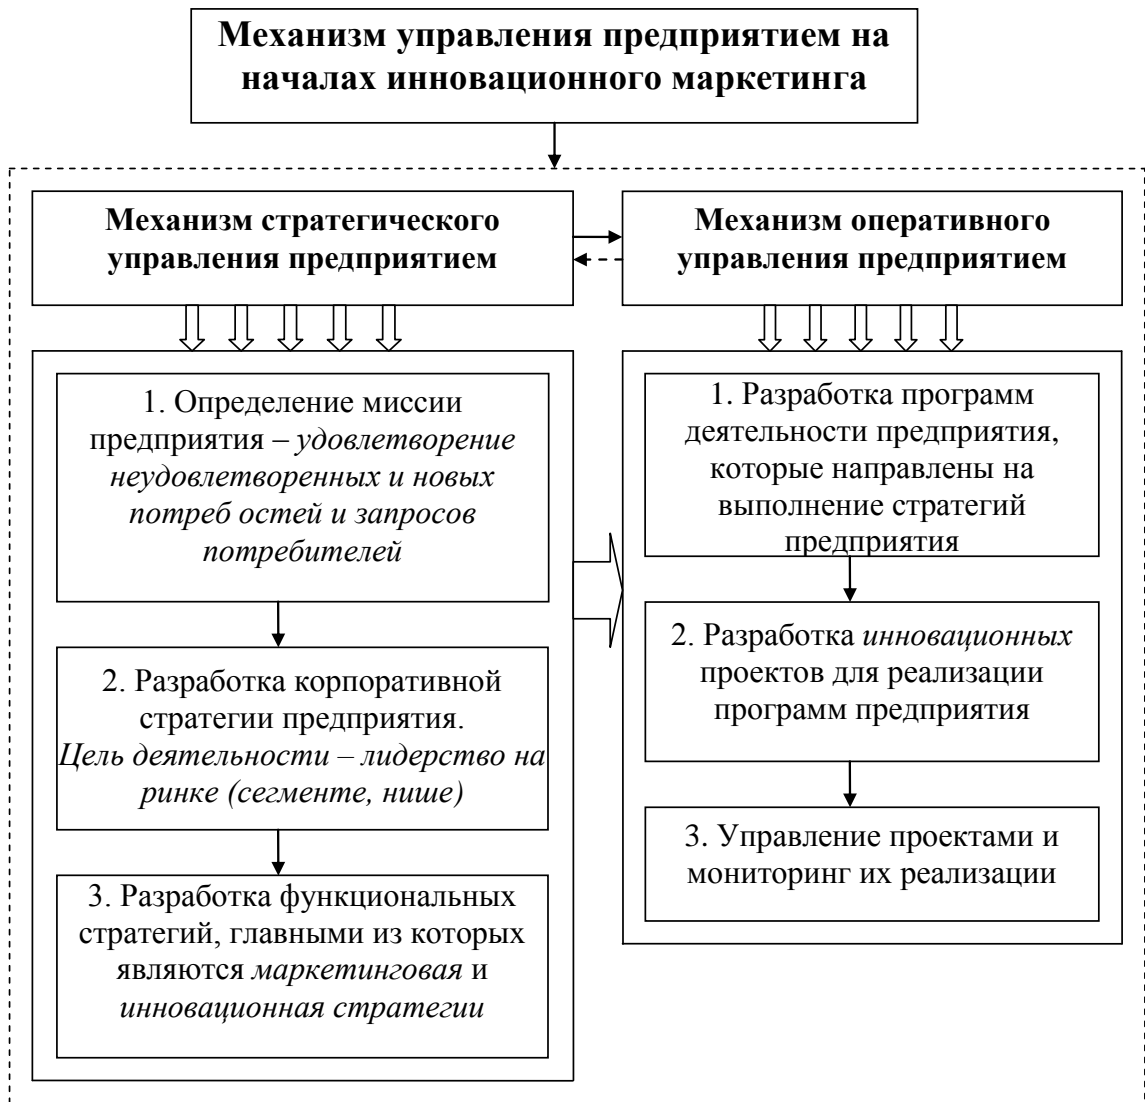 Механизм управления предприятием на
началах инновационного маркетинга
Механизм стратегического
управления предприятием
Механизм оперативного
управления предприятием
1. Определение миссии
предприятия – удовлетворение
неудовлетворенных и новых
потреб остей и запросов
потребителей
2. Разработка корпоративной
стратегии предприятия.
Цель деятельности – лидерство на
ринке (сегменте, нише)
3. Разработка функциональных
стратегий, главными из которых
являются маркетинговая и
инновационная стратегии
1. Разработка программ
деятельности предприятия,
которые направлены на
выполнение стратегий
предприятия
2. Разработка инновационных
проектов для реализации
программ предприятия
3. Управление проектами и
мониторинг их реализации